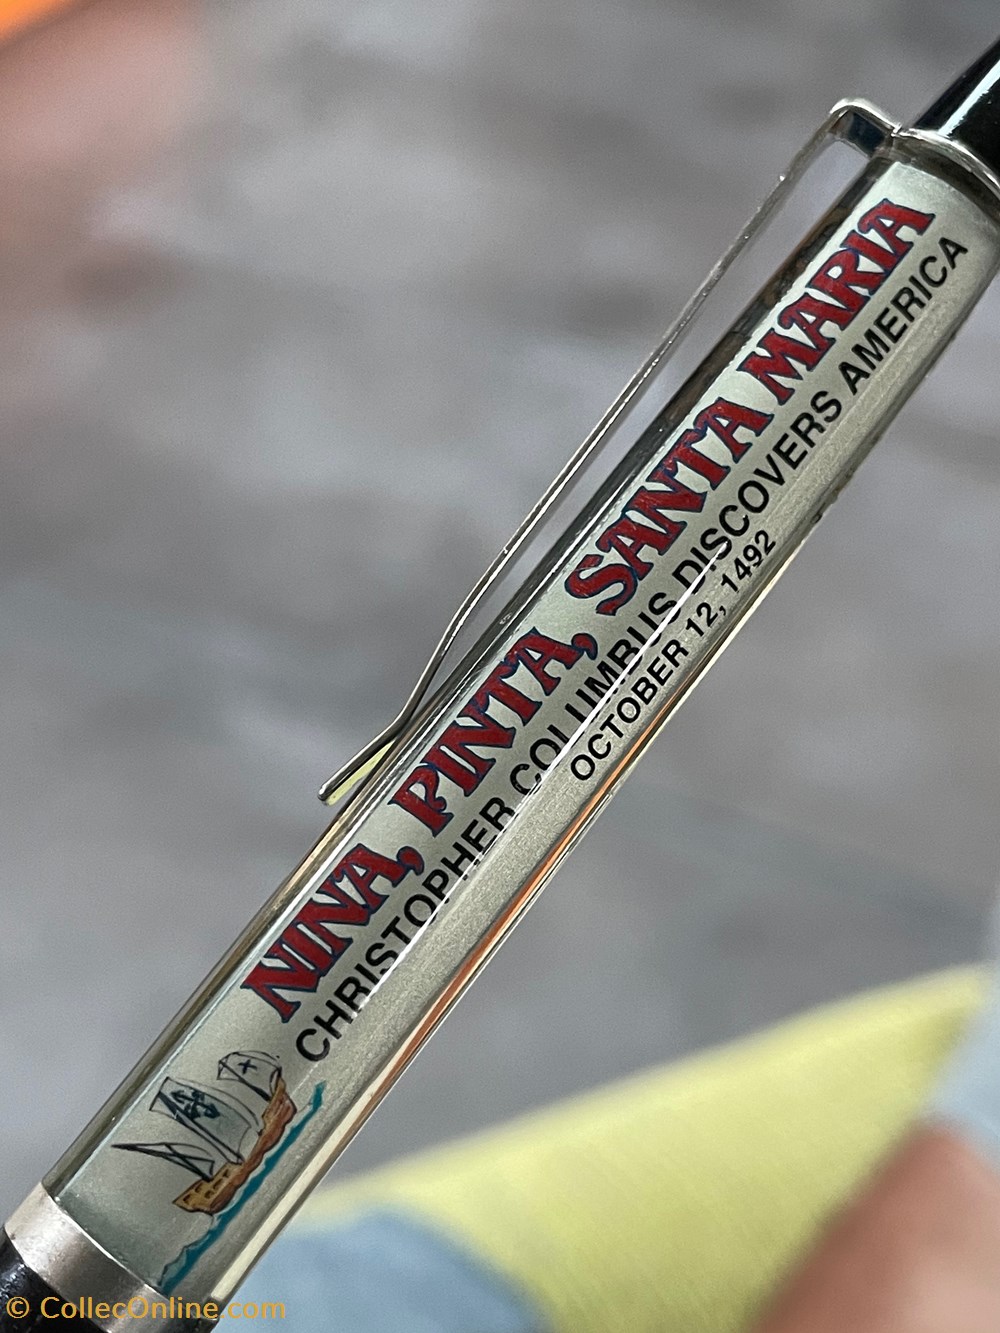 NINA, PINTA, SANTA MARIA
CHRISTOPHER COLUMBUS DISCOVERS AMERICA
OCTOBER 12, 1492
© CollecOnline.com